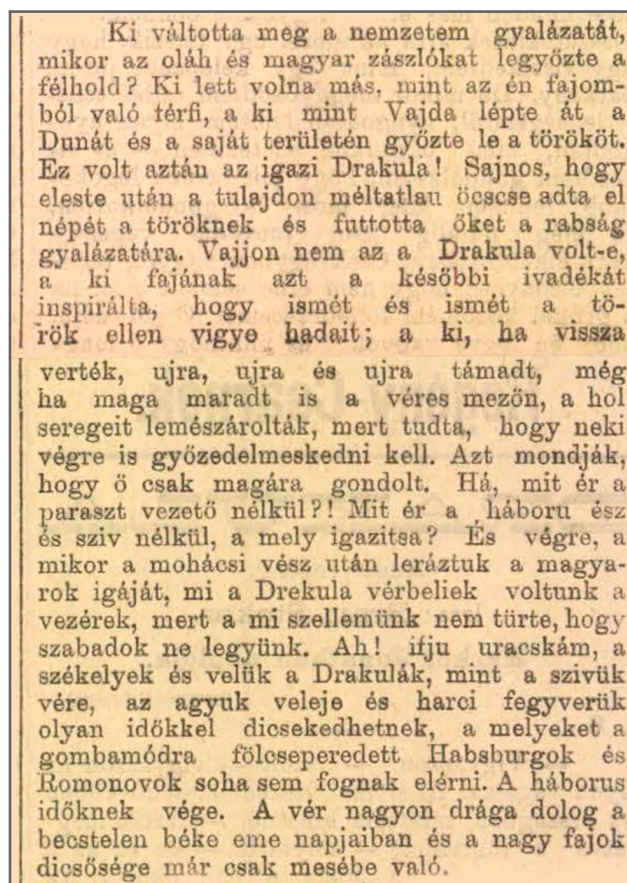 Ki váltotta meg a nemzetem gyalázatát,
mikor az oláh és magyar zászlókat legyőzte a
félhold? Ki lett volna más, mint az én fajom-
ból való térfi, a ki mint Vajda lépte át a
Dunát és a saját területén győzte le a törököt.
Ez volt aztán az igazi Drakula! Sajnos, hogy
eleste után a tulajdon méltatlau öcscse adta el
népét a töröknek és futtotta őket a rabság
gyalázatára. Vajjon nem az a Drakula volt-e,
a ki fajának azt a későbbi ivadékát
inspirálta, hogy ismét és ismét a tö-
rök ellen vigye hadait; a ki, ha vissza
verték, ujra, ujra és ujra támadt, még
ha maga maradt is a véres mezőn, a hol
seregeit lemészárolták, mert tudta, hogy neki
végre is győzedelmeskedni kell. Azt mondják,
hogy ő csak magára gondolt. Há, mit ér a
paraszt vezető nélkül?! Mit ér a háboru ész
és sziv nélkül, a mely igazitsa? És végre, a
mikor a mohácsi vész után leráztuk a magya-
rok igáját, mi a Drekula vérbeliek voltunk a
vezérek, mert a mi szellemünk nem türte, hogy
szabadok ne legyünk. Ah! ifju uracskám, a
székelyek és velük a Drakulák, mint a szivük
vére, az agyuk veleje és harci fegyverük
olyan időkkel dicsekedhetnek, a melyeket a
gombamódra fölcseperedett Habsburgok és
Romonovok soha sem fognak elérni. A háborus
időknek vége. A vér nagyon drága dolog a
becstelen béke eme napjaiban és a nagy fajok
dicsősége már csak mesébe való.